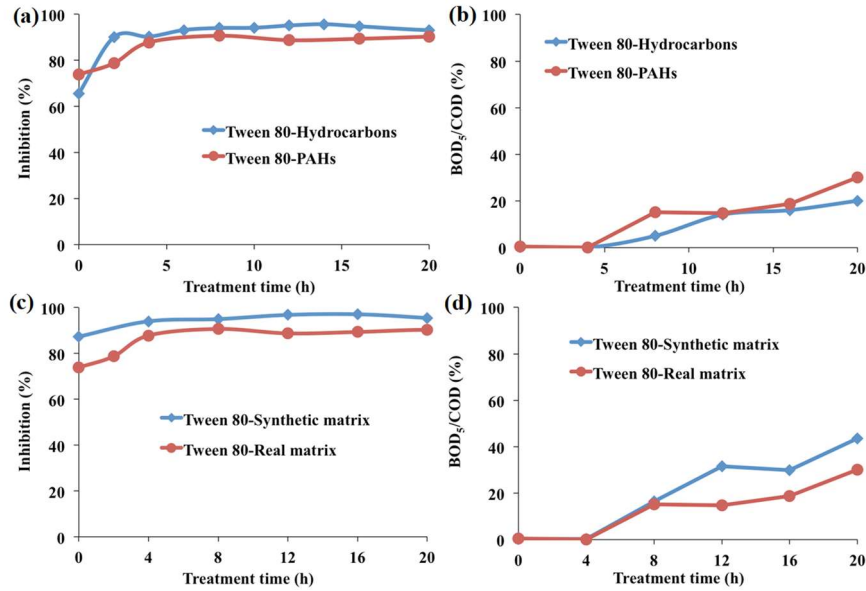 (a)
100
80
60
40
20
0
Inhibition (%)
Tween 80-Hydrocarbons
Tween 80-PAHs
0 5 10 15 20
Treatment time (h)
(b)
100
80
60
40
20
0
BOD5/COD (%)
Tween 80-Hydrocarbons
Tween 80-PAHs
0 5 10 15 20
Treatment time (h)
(c)
100
80
60
40
20
0
Inhibition (%)
Tween 80-Synthetic matrix
Tween 80-Real matrix
0 4 8 12 16 20
Treatment time (h)
(d)
100
80
60
40
20
0
BOD5/COD (%)
Tween 80-Synthetic matrix
Tween 80-Real matrix
0 4 8 12 16 20
Treatment time (h)